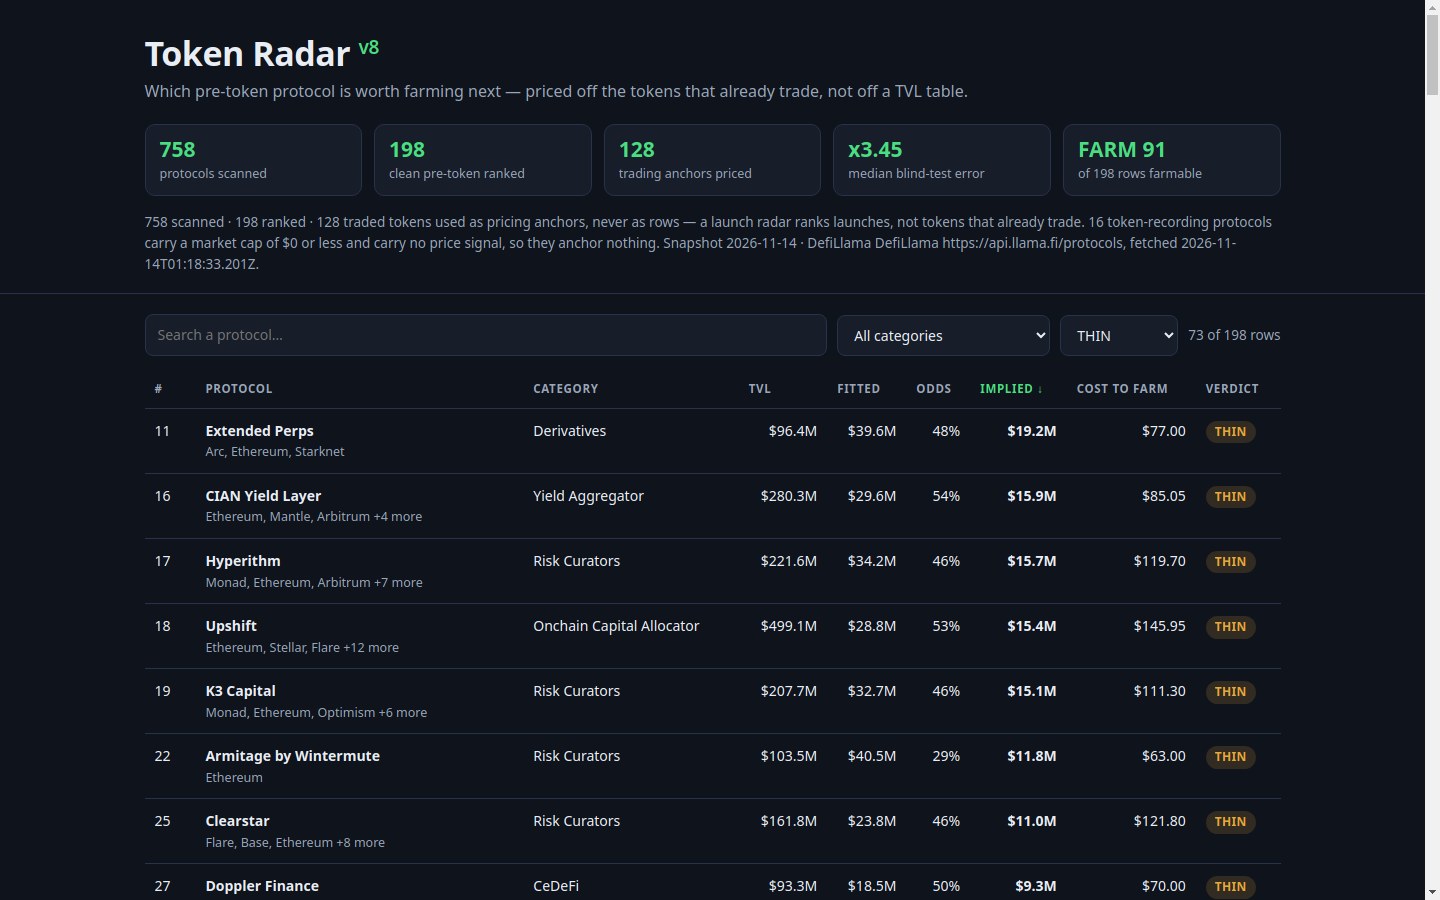 Token Radar v8
Which pre-token protocol is worth farming next — priced off the tokens that already trade, not off a TVL table.
758
protocols scanned
198
clean pre-token ranked
128
trading anchors priced
x3.45
median blind-test error
FARM 91
of 198 rows farmable
758 scanned · 198 ranked · 128 traded tokens used as pricing anchors, never as rows — a launch radar ranks launches, not tokens that already trade. 16 token-recording protocols
carry a market cap of $0 or less and carry no price signal, so they anchor nothing. Snapshot 2026-11-14 · DefiLlama DefiLlama https://api.llama.fi/protocols, fetched 2026-11-
14T01:18:33.201Z.
Search a protocol... All categories THIN 73 of 198 rows
# PROTOCOL CATEGORY TVL FITTED ODDS IMPLIED ↓ COST TO FARM VERDICT
11 Extended Perps Derivatives $96.4M $39.6M 48% $19.2M $77.00 THIN
Arc, Ethereum, Starknet
16 CIAN Yield Layer Yield Aggregator $280.3M $29.6M 54% $15.9M $85.05 THIN
Ethereum, Mantle, Arbitrum +4 more
17 Hyperithm Risk Curators $221.6M $34.2M 46% $15.7M $119.70 THIN
Monad, Ethereum, Arbitrum +7 more
18 Upshift Onchain Capital Allocator $499.1M $28.8M 53% $15.4M $145.95 THIN
Ethereum, Stellar, Flare +12 more
19 K3 Capital Risk Curators $207.7M $32.7M 46% $15.1M $111.30 THIN
Monad, Ethereum, Optimism +6 more
22 Armitage by Wintermute Risk Curators $103.5M $40.5M 29% $11.8M $63.00 THIN
Ethereum
25 Clearstar Risk Curators $161.8M $23.8M 46% $11.0M $121.80 THIN
Flare, Base, Ethereum +8 more
27 Doppler Finance CeDeFi $93.3M $18.5M 50% $9.3M $70.00 THIN